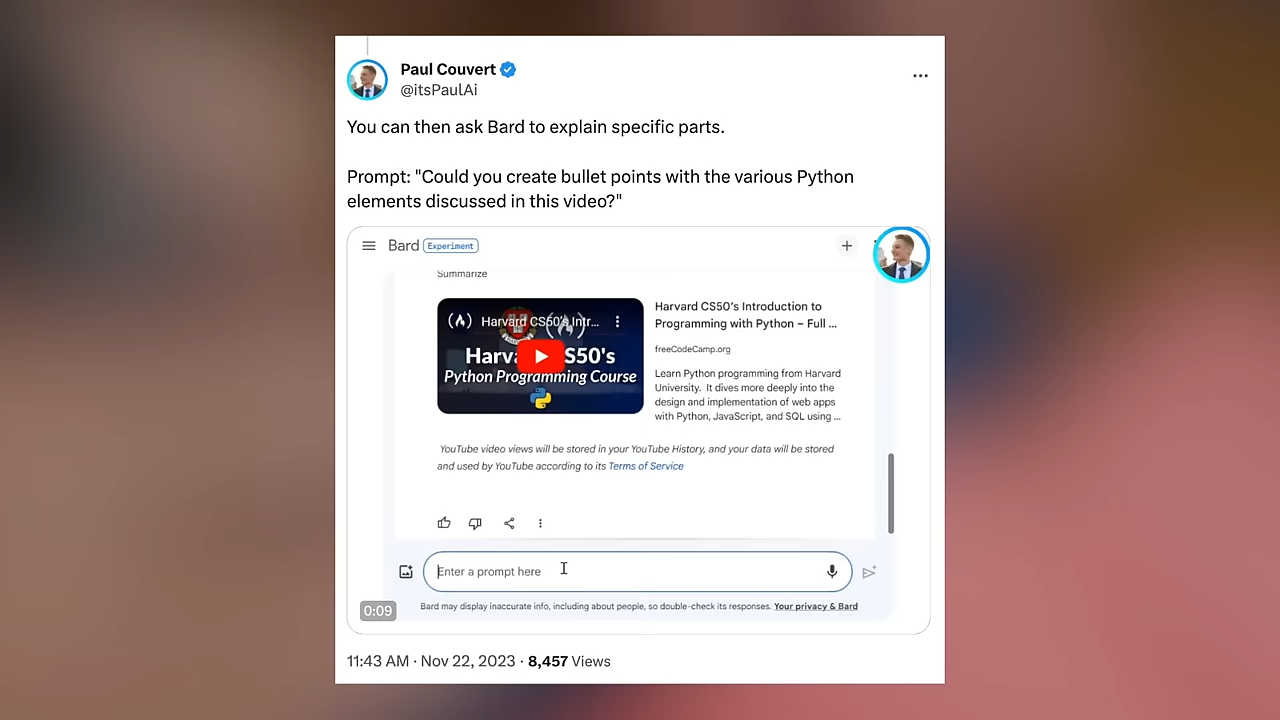 Paul Couvert
@itsPaulAi
You can then ask Bard to explain specific parts.
Prompt: "Could you create bullet points with the various Python
elements discussed in this video?"
Bard Experiment
Summarize
Harvard CS50's Intr...
Harvard CS50's
Python Programming Course
Harvard CS50's Introduction to
Programming with Python – Full ...
freeCodeCamp.org
Learn Python programming from Harvard
University. It dives more deeply into the
design and implementation of web apps
with Python, JavaScript, and SQL using ...
YouTube video views will be stored in your YouTube History, and your data will be stored
and used by YouTube according to its Terms of Service
Enter a prompt here
0:09
Bard may display inaccurate info, including about people, so double-check its responses. Your privacy & Bard
11:43 AM · Nov 22, 2023 · 8,457 Views